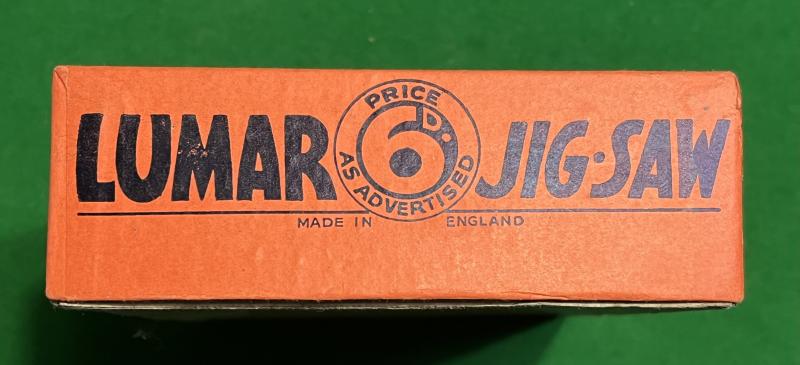 LUMAR
PRICE
6D.
AS ADVERTISED
JIG·SAW
MADE IN ENGLAND